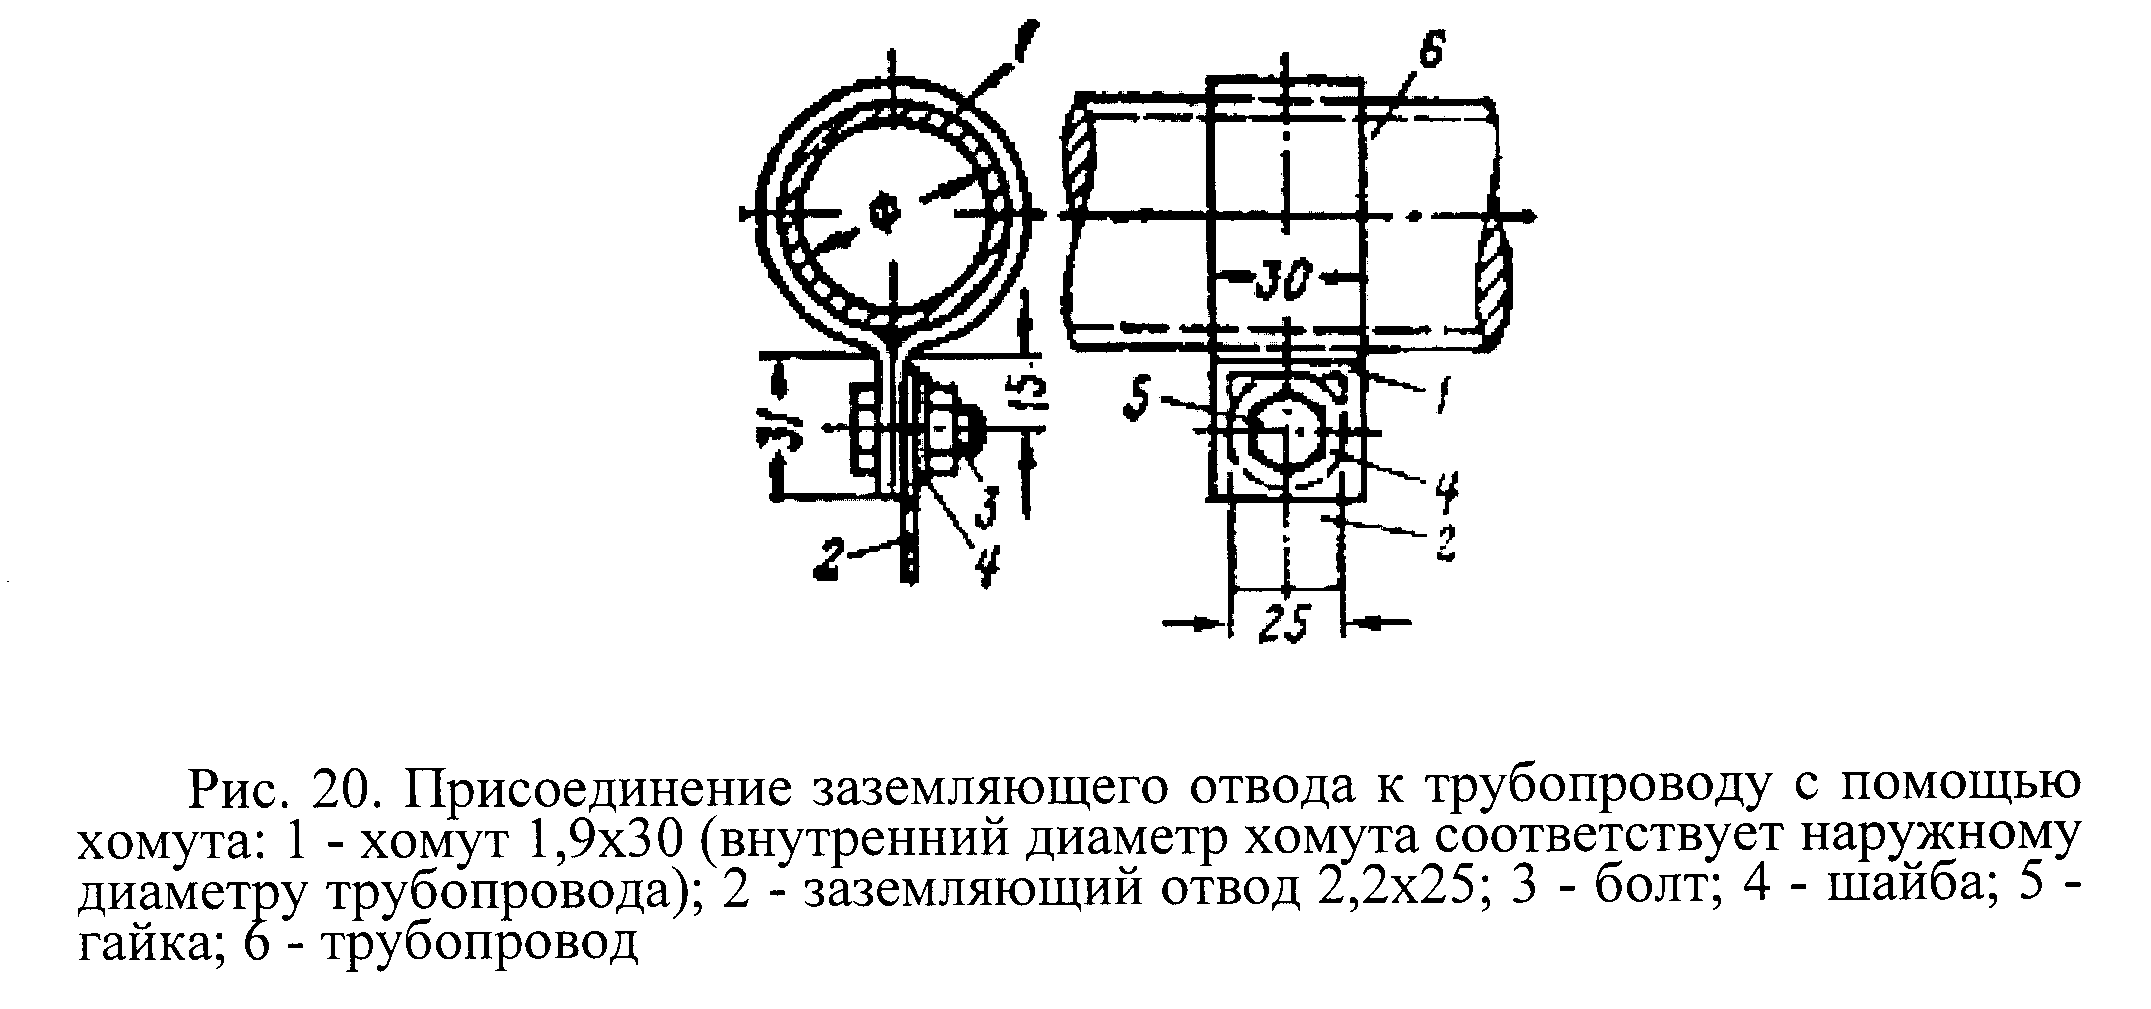 1 6
30
15
31
5 1
3 4
2 4 2
25
Рис. 20. Присоединение заземляющего отвода к трубопроводу с помощью
хомута: 1 - хомут 1,9х30 (внутренний диаметр хомута соответствует наружному
диаметру трубопровода); 2 - заземляющий отвод 2,2х25; 3 - болт; 4 - шайба; 5 -
гайка; 6 - трубопровод